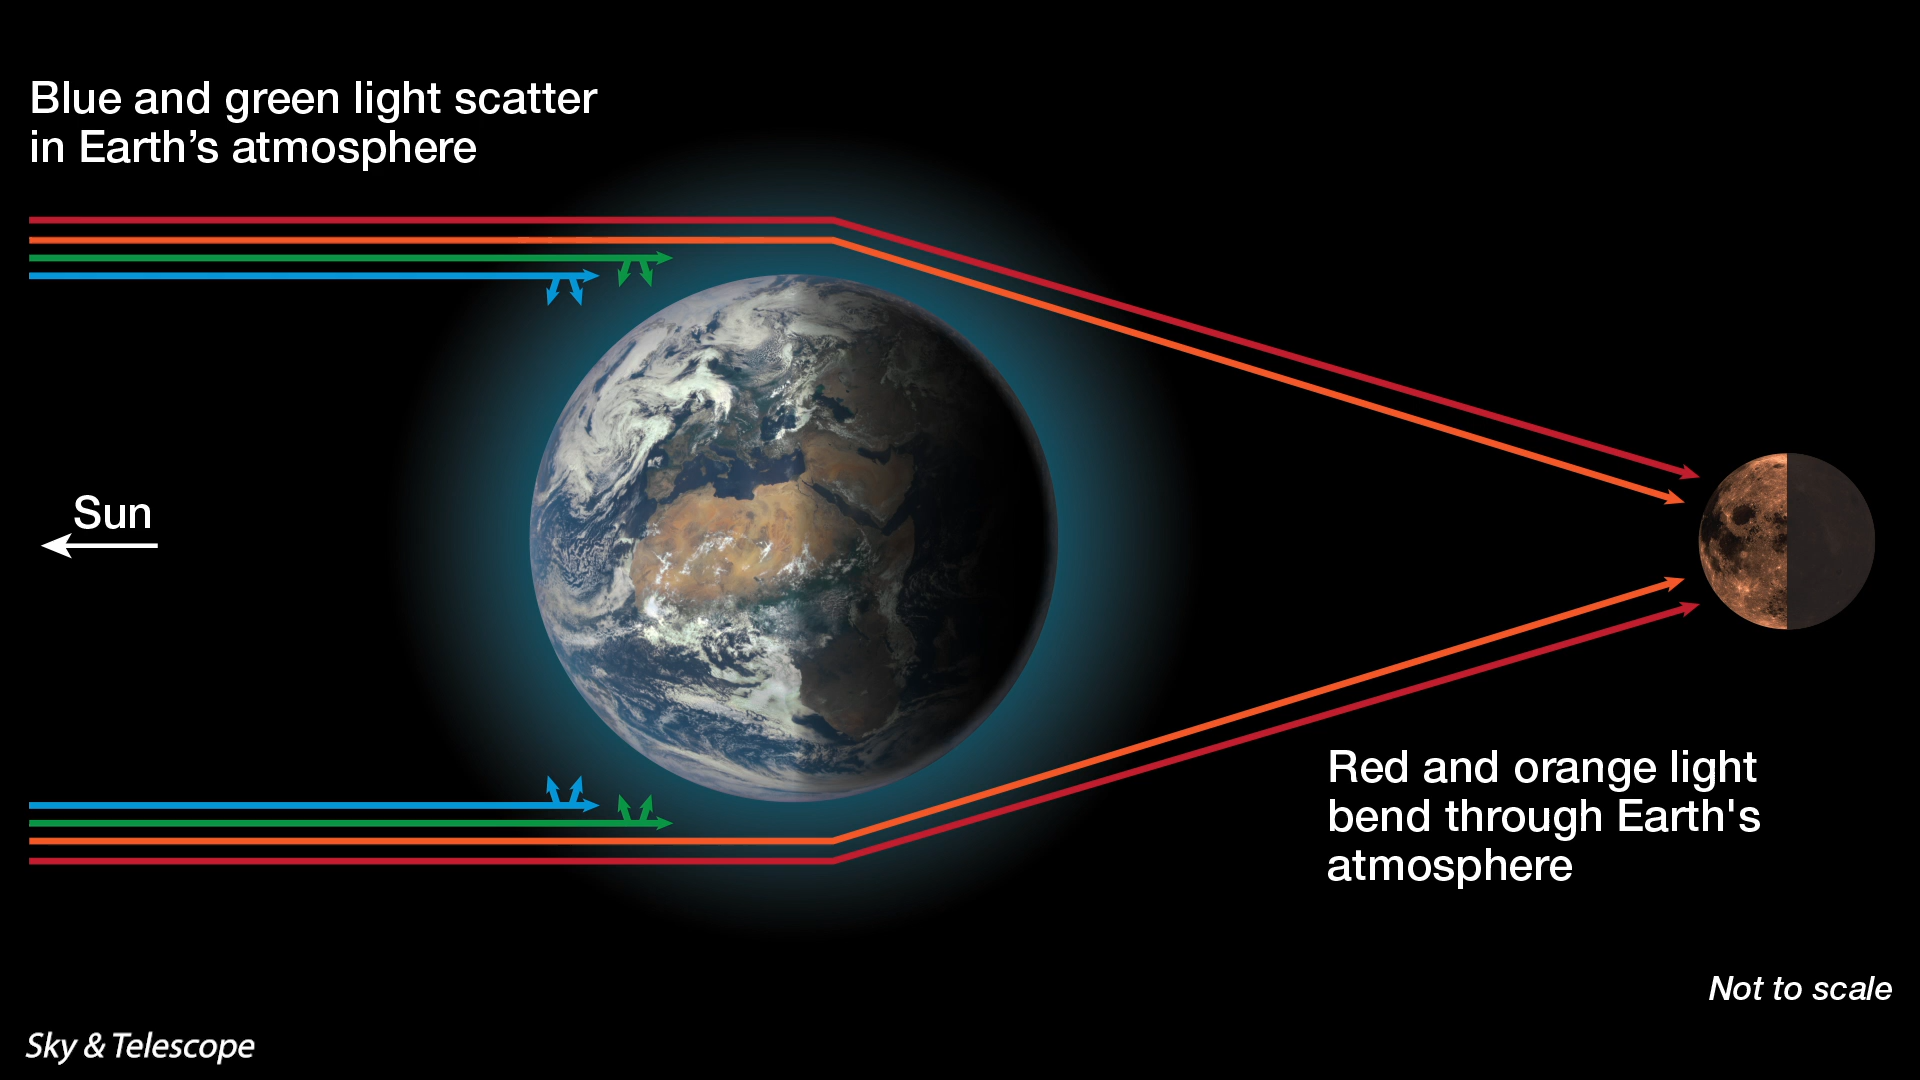 Blue and green light scatter
in Earth’s atmosphere
Sun
Red and orange light
bend through Earth's
atmosphere
Not to scale
Sky & Telescope